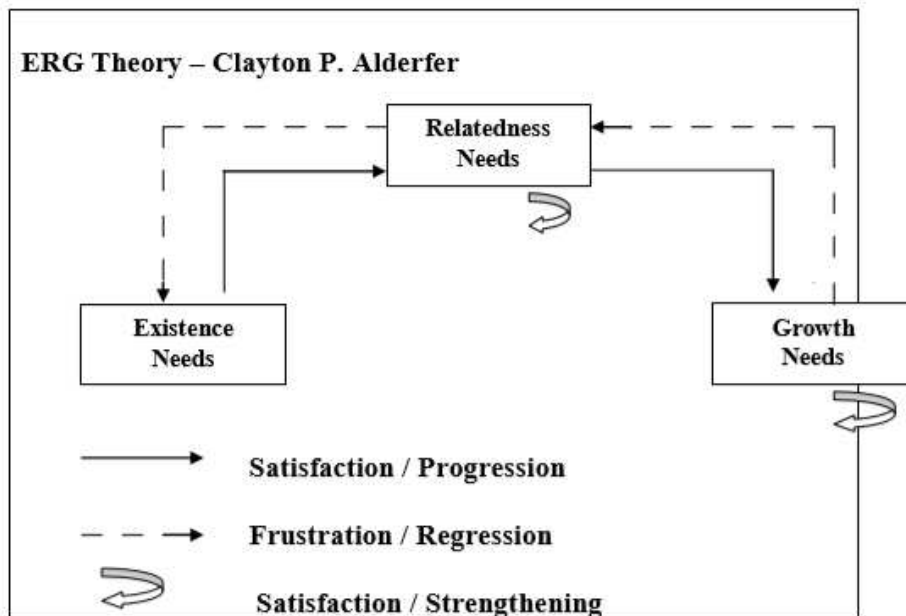 ERG Theory – Clayton P. Alderfer
Relatedness
Needs
Existence
Needs
Growth
Needs
Satisfaction / Progression
Frustration / Regression
Satisfaction / Strengthening